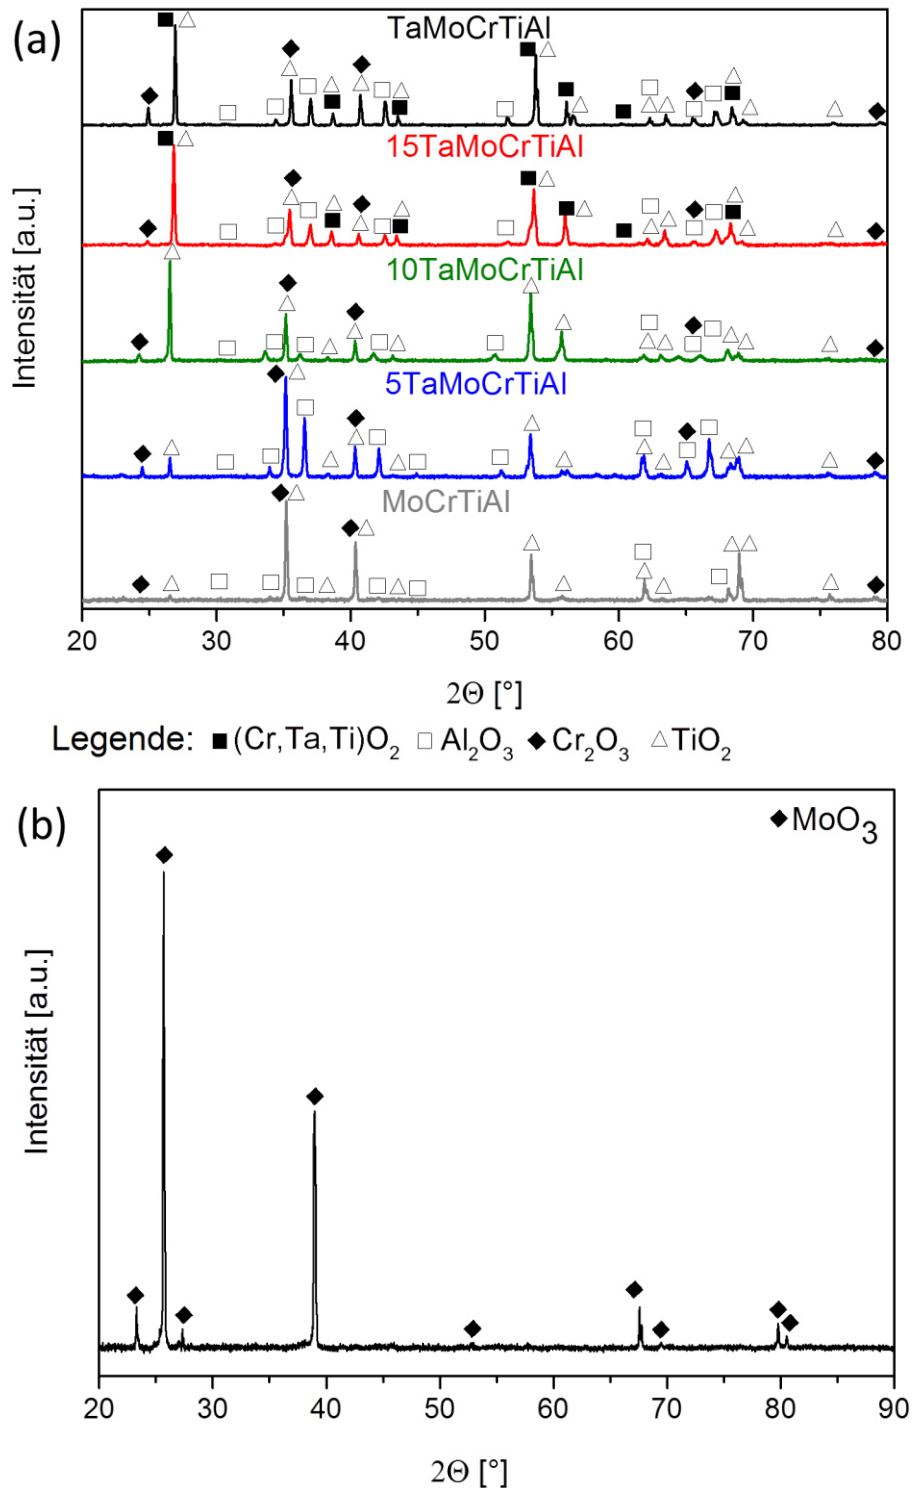 (a)
TaMoCrTiAl
15TaMoCrTiAl
10TaMoCrTiAl
5TaMoCrTiAl
MoCrTiAl
Intensität [a.u.]
20 30 40 50 60 70 80
2Θ [°]
Legende: ■ (Cr,Ta,Ti)O₂ □ Al₂O₃ ◆ Cr₂O₃ △ TiO₂
(b)
◆ MoO₃
Intensität [a.u.]
20 30 40 50 60 70 80 90
2Θ [°]